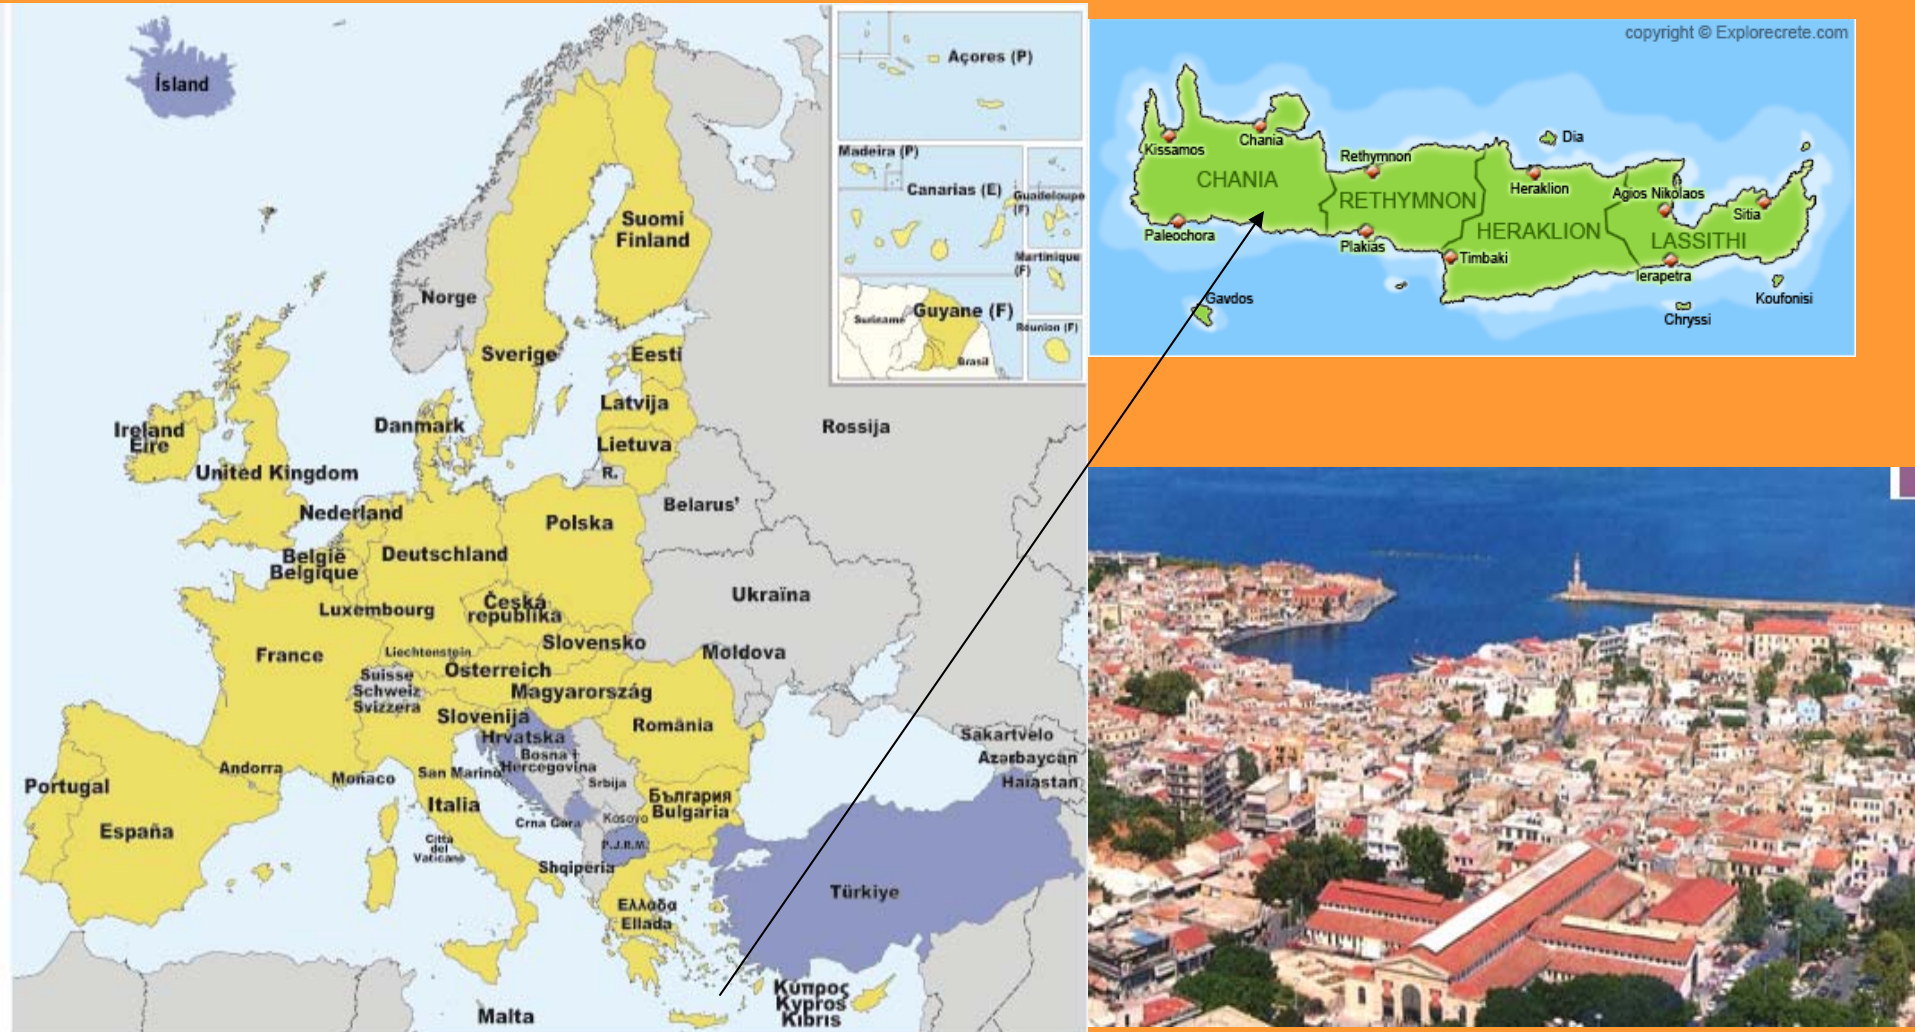 Ísland
Suomi
Finland
Norge
Sverige
Eesti
Latvija
Lietuva
R.
Danmark
Ireland
Éire
United Kingdom
Nederland
België
Belgique
Deutschland
Polska
Belarus'
Rossija
Luxembourg
Česká
republika
Ukraïna
France
Liechtenstein
Slovensko
Österreich
Moldova
Suisse
Schweiz
Svizzera
Magyarország
Slovenija
România
Hrvatska
Bosna i
Hercegovina
Srbija
Sakartvelo
Azərbaycan
Haiastan
Andorra
Monaco
San Marino
Portugal
España
Italia
България
Bulgaria
Crna Gora
Kosovo
P.J.R.M.
Città
del
Vaticano
Shqipëria
Türkiye
Ελλάδα
Ellada
Κύπρος
Kypros
Kıbrıs
Malta
Açores (P)
Madeira (P)
Canarias (E)
Guadeloupe
(F)
Martinique
(F)
Guyane (F)
Suriname
Brasil
Réunion (F)
copyright © Explorecrete.com
Dia
Kissamos
Chania
Rethymnon
Heraklion
Agios Nikolaos
Sitia
CHANIA
RETHYMNON
HERAKLION
LASSITHI
Paleochora
Plakias
Timbaki
Ierapetra
Gavdos
Chryssi
Koufonisi